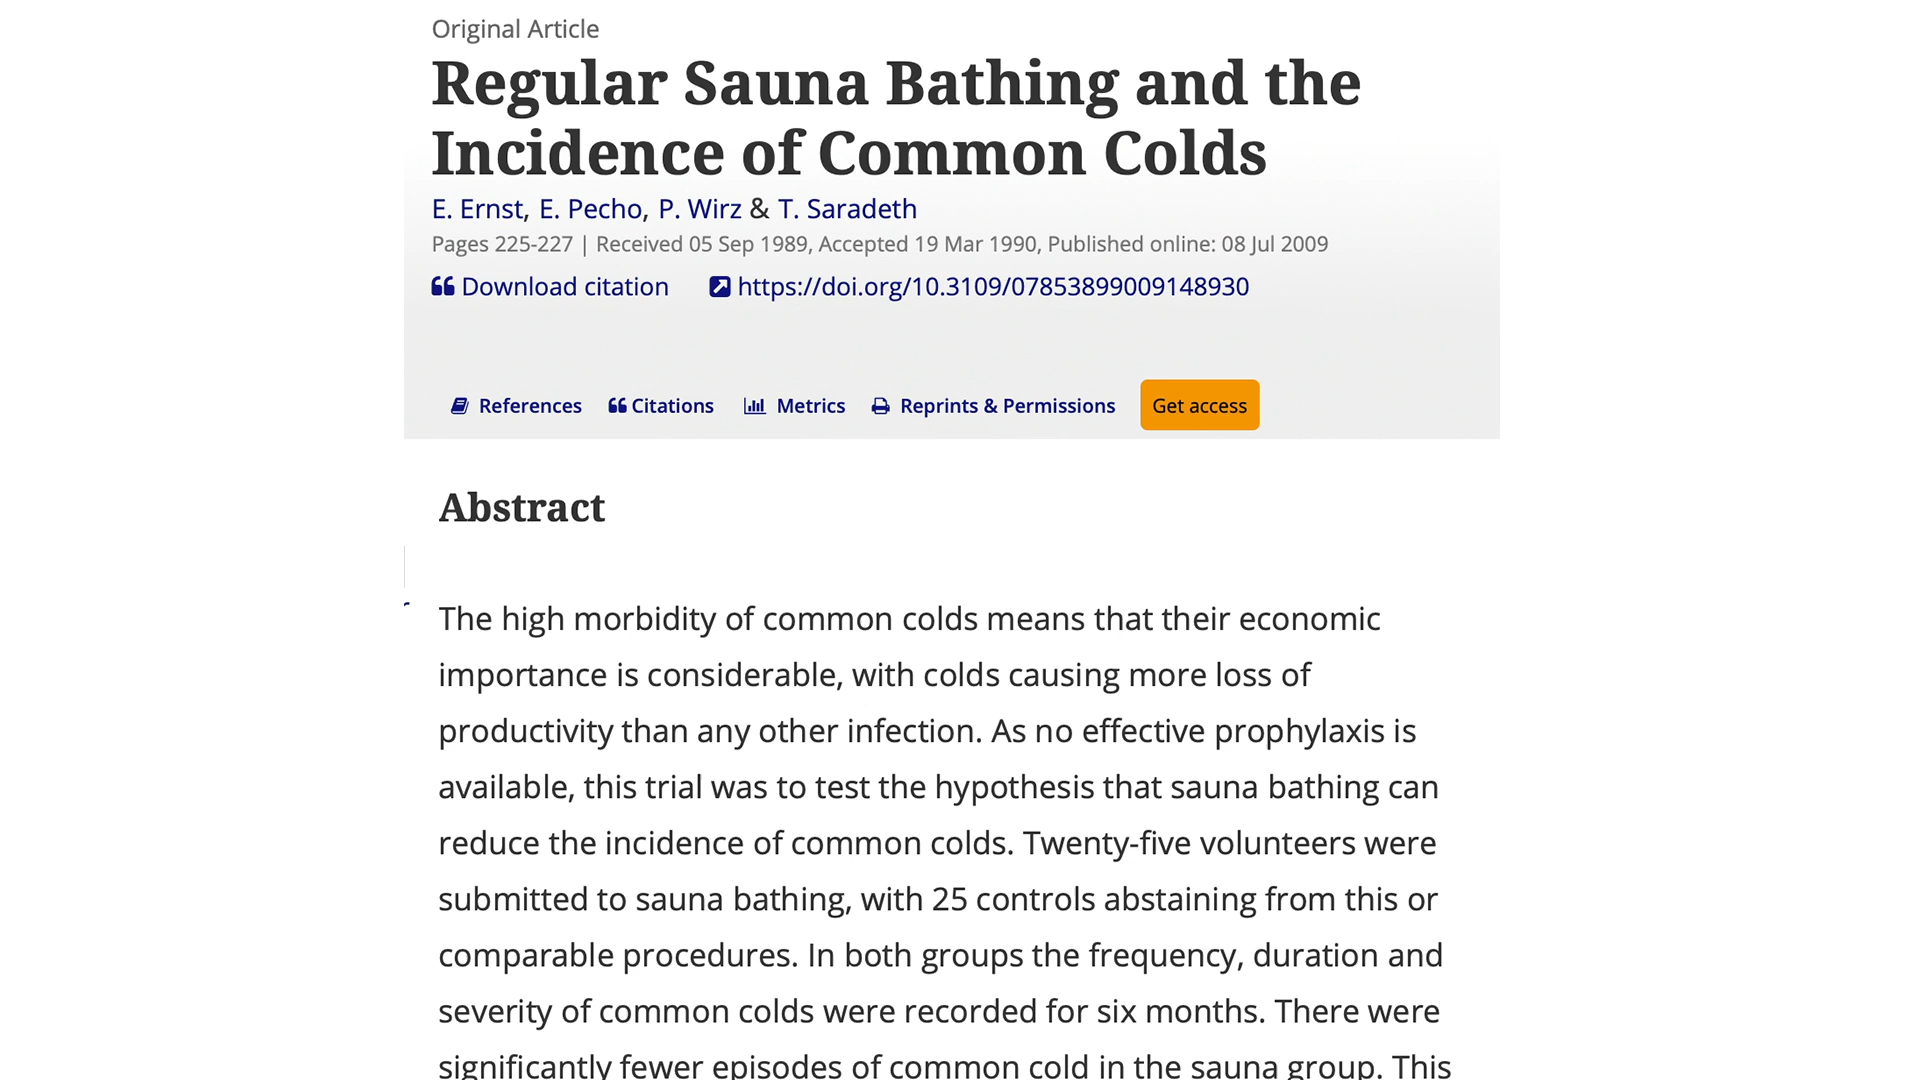 Original Article
Regular Sauna Bathing and the
Incidence of Common Colds
E. Ernst, E. Pecho, P. Wirz & T. Saradeth
Pages 225-227 | Received 05 Sep 1989, Accepted 19 Mar 1990, Published online: 08 Jul 2009
Download citation https://doi.org/10.3109/07853899009148930
References Citations Metrics Reprints & Permissions Get access
Abstract
The high morbidity of common colds means that their economic
importance is considerable, with colds causing more loss of
productivity than any other infection. As no effective prophylaxis is
available, this trial was to test the hypothesis that sauna bathing can
reduce the incidence of common colds. Twenty-five volunteers were
submitted to sauna bathing, with 25 controls abstaining from this or
comparable procedures. In both groups the frequency, duration and
severity of common colds were recorded for six months. There were
significantly fewer episodes of common cold in the sauna group. This